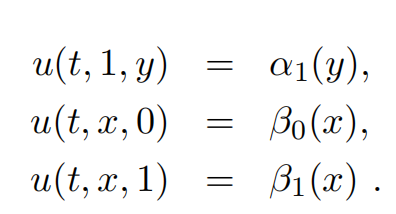 u(t, 1, y) = α₁(y),
u(t, x, 0) = β₀(x),
u(t, x, 1) = β₁(x) .